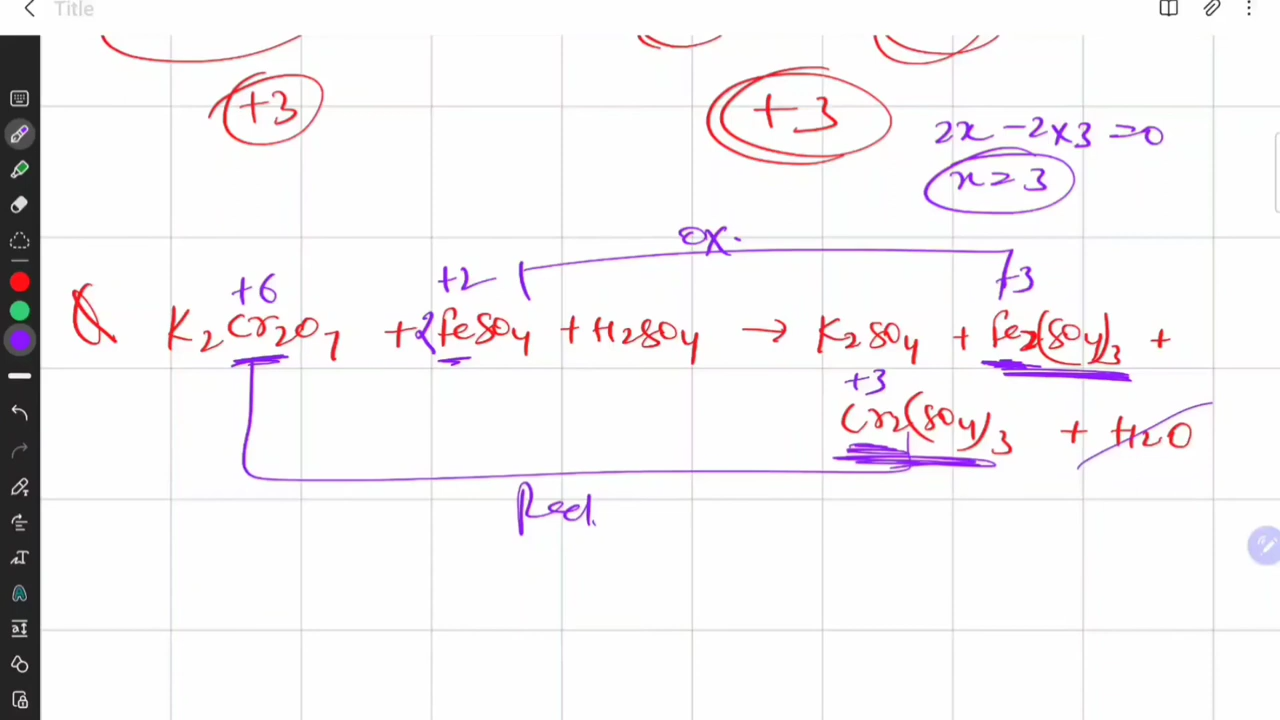 Title
+3
+3
2x - 2×3 = 0
x = 3
ox.
+6 +2 +3
Q K2Cr2O7 + 2FeSO4 + H2SO4 → K2SO4 + Fe2(SO4)3 +
+3
Cr2(SO4)3 + H2O
Red.